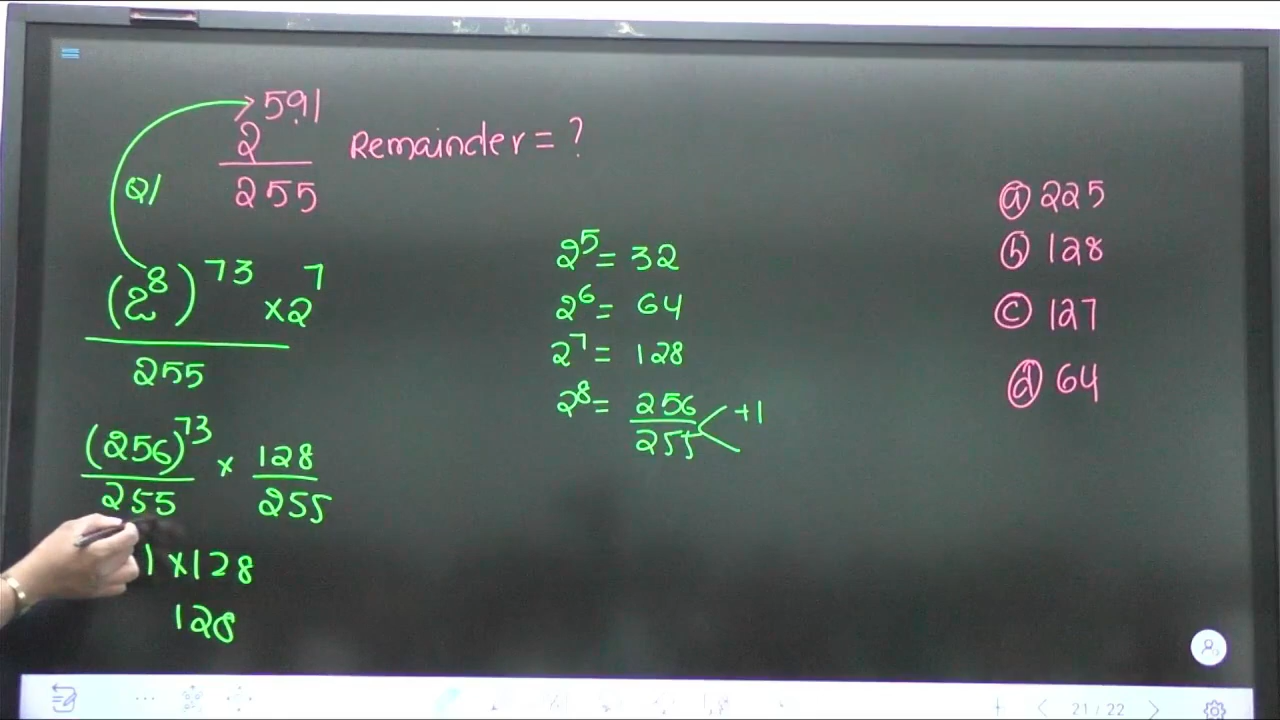 2^591 / 255 Remainder = ?
Q1
(2^8)^73 × 2^7 / 255
(256)^73 / 255 × 128 / 255
1 × 128
128
2^5 = 32
2^6 = 64
2^7 = 128
2^8 = 256 / 255 < +1
ⓐ 225
ⓑ 128
ⓒ 127
ⓓ 64
21 / 22